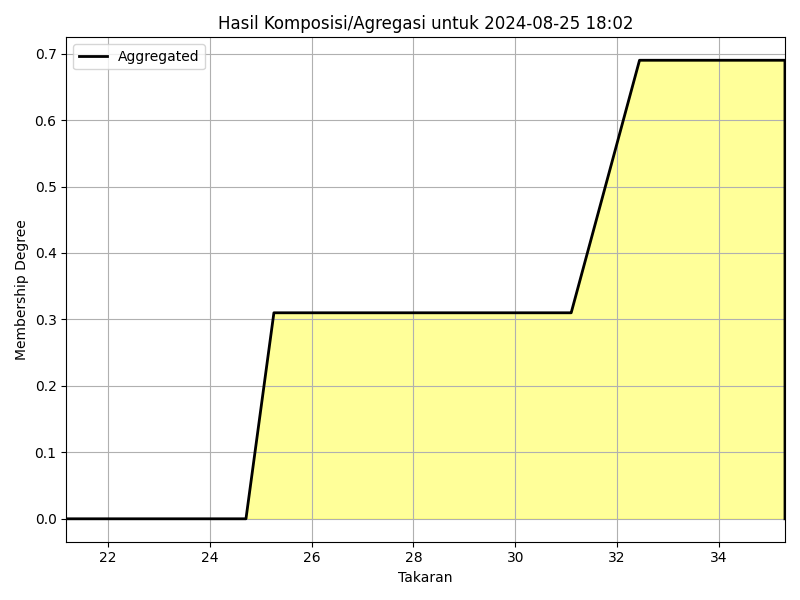 Hasil Komposisi/Agregasi untuk 2024-08-25 18:02
Aggregated
0.7
0.6
0.5
0.4
0.3
0.2
0.1
0.0
Membership Degree
22 24 26 28 30 32 34
Takaran